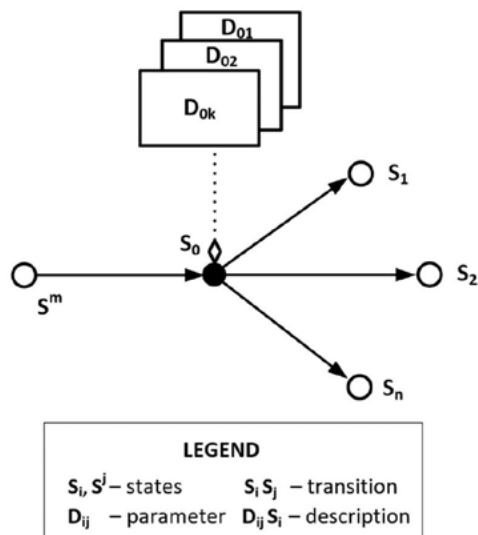 D₀₁
D₀₂
D₀ₖ
S₁
S₀
S₂
Sᵐ
Sₙ
LEGEND
Sᵢ, Sʲ – states Sᵢ Sⱼ – transition
Dᵢⱼ – parameter Dᵢⱼ Sᵢ – description